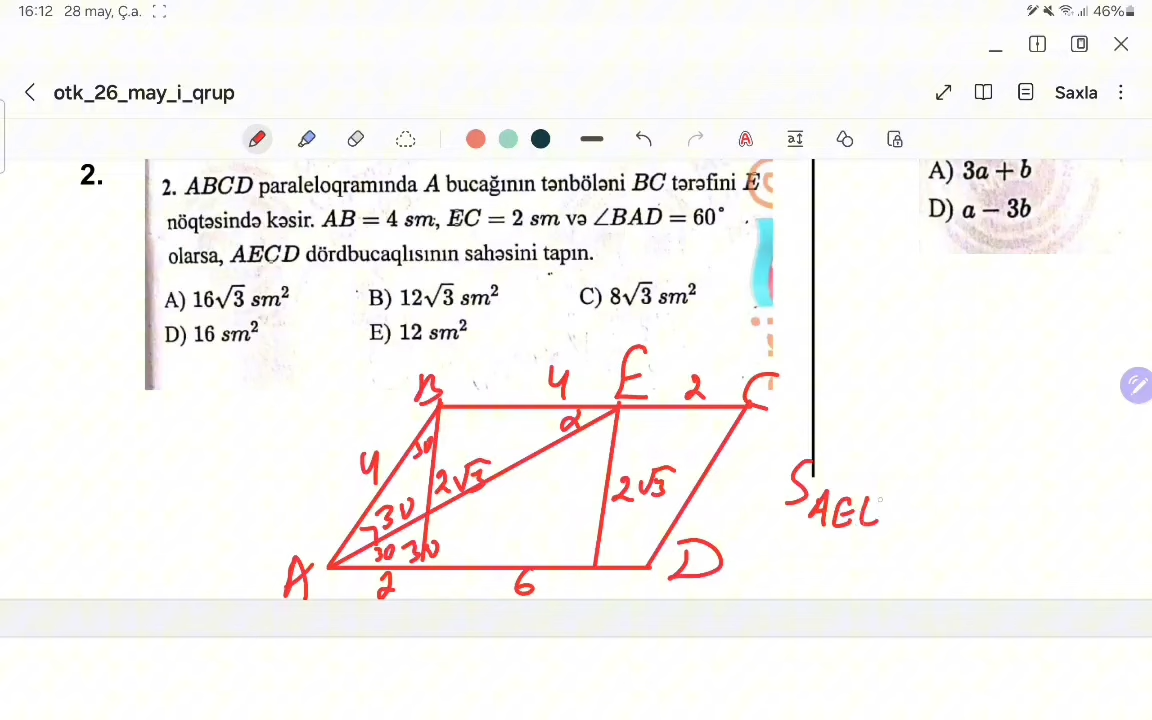 16:12 28 may, Ç.a. 46%
otk_26_may_i_qrup
Saxla
2.
2. ABCD paraleloqramında A bucağının tənböləni BC tərəfini E
nöqtəsində kəsir. AB = 4 sm, EC = 2 sm və ∠BAD = 60°
olarsa, AECD dördbucaqlısının sahəsini tapın.
A) 16√3 sm² B) 12√3 sm² C) 8√3 sm²
D) 16 sm² E) 12 sm²
A) 3a + b
D) a − 3b
B 4 E 2 C
α
4 30 2√3 2√3
30
30
A 2 6 D
S AEC